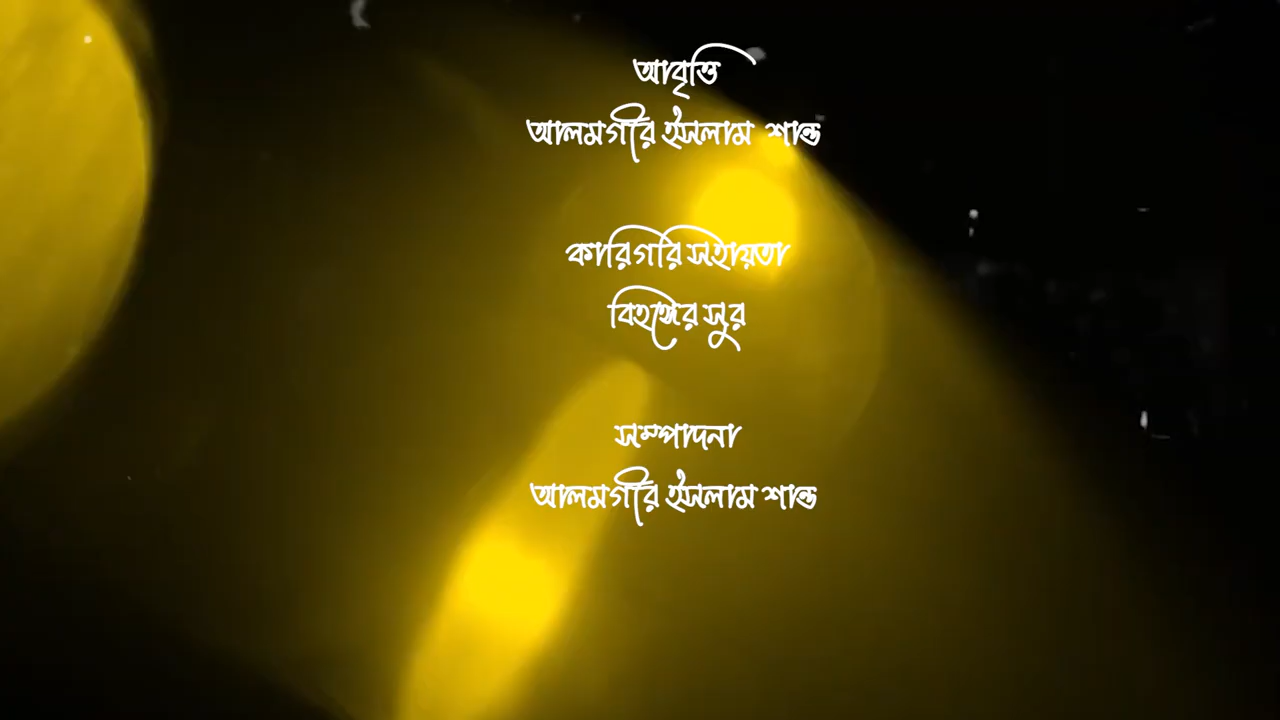 আবৃত্তি
আলমগীর ইসলাম শান্ত
কারিগরি সহায়তা
বিহঙ্গের সুর
সম্পাদনা
আলমগীর ইসলাম শান্ত